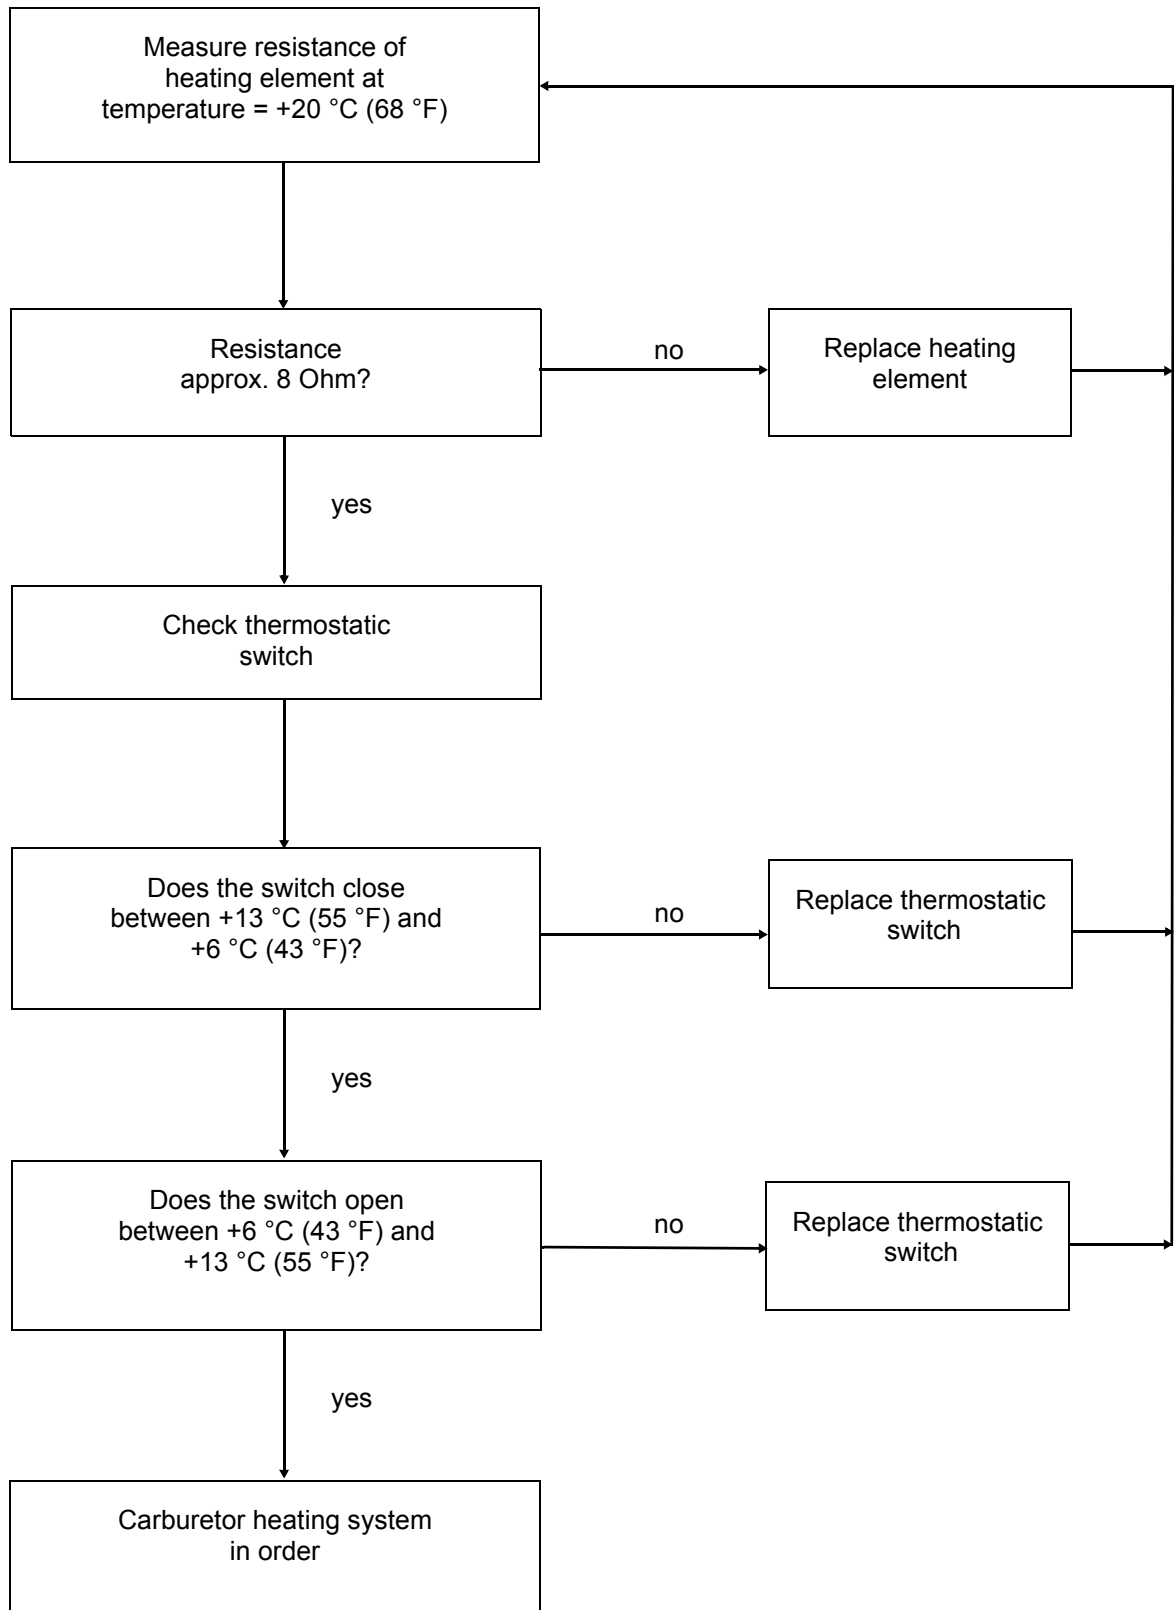 Measure resistance of
heating element at
temperature = +20 °C (68 °F)
Resistance
approx. 8 Ohm?
no
Replace heating
element
yes
Check thermostatic
switch
Does the switch close
between +13 °C (55 °F) and
+6 °C (43 °F)?
no
Replace thermostatic
switch
yes
Does the switch open
between +6 °C (43 °F) and
+13 °C (55 °F)?
no
Replace thermostatic
switch
yes
Carburetor heating system
in order